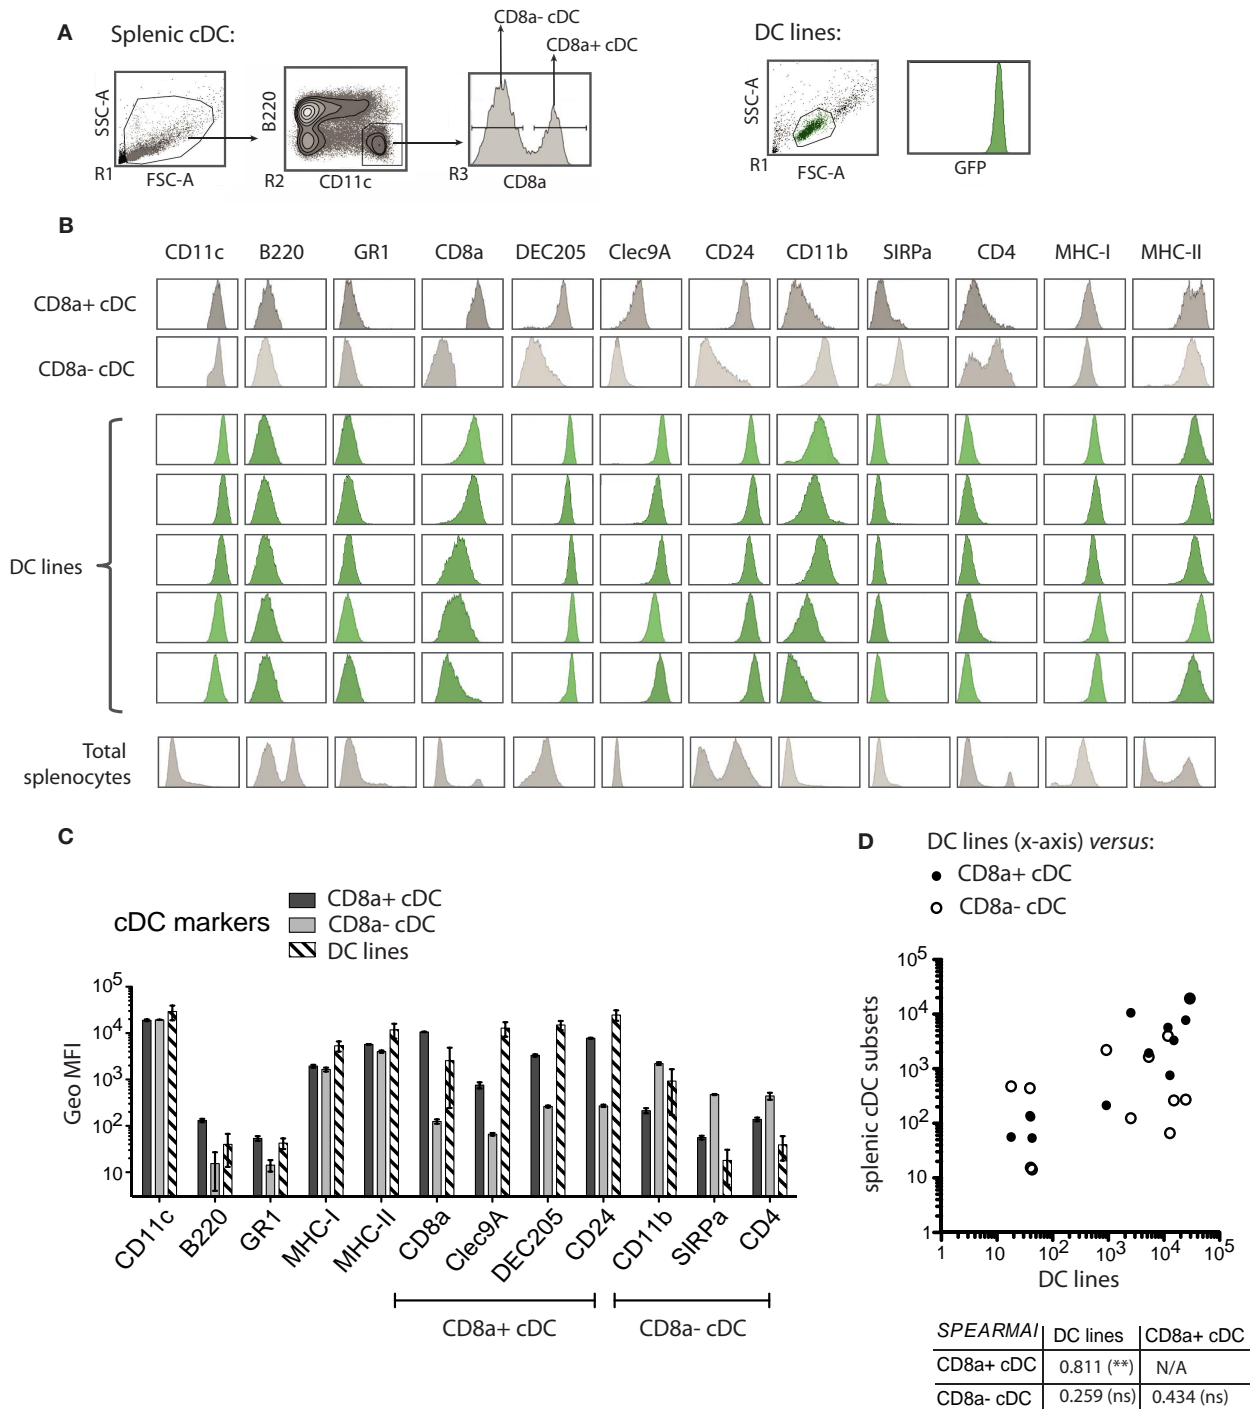 A Splenic cDC:
CD8a- cDC
CD8a+ cDC
DC lines:
SSC-A
R1
FSC-A
B220
R2
CD11c
R3
CD8a
SSC-A
R1
FSC-A
GFP
B
CD11c B220 GR1 CD8a DEC205 Clec9A CD24 CD11b SIRPa CD4 MHC-I MHC-II
CD8a+ cDC
CD8a- cDC
DC lines
Total
splenocytes
C
cDC markers
CD8a+ cDC
CD8a- cDC
DC lines
Geo MFI
10^5
10^4
10^3
10^2
10
CD11c B220 GR1 MHC-I MHC-II CD8a Clec9A DEC205 CD24 CD11b SIRPa CD4
CD8a+ cDC
CD8a- cDC
D
DC lines (x-axis) versus:
CD8a+ cDC
CD8a- cDC
splenic cDC subsets
10^5
10^4
10^3
10^2
10
1
1 10 10^2 10^3 10^4 10^5
DC lines
SPEARMAI DC lines CD8a+ cDC
CD8a+ cDC 0.811 (**) N/A
CD8a- cDC 0.259 (ns) 0.434 (ns)